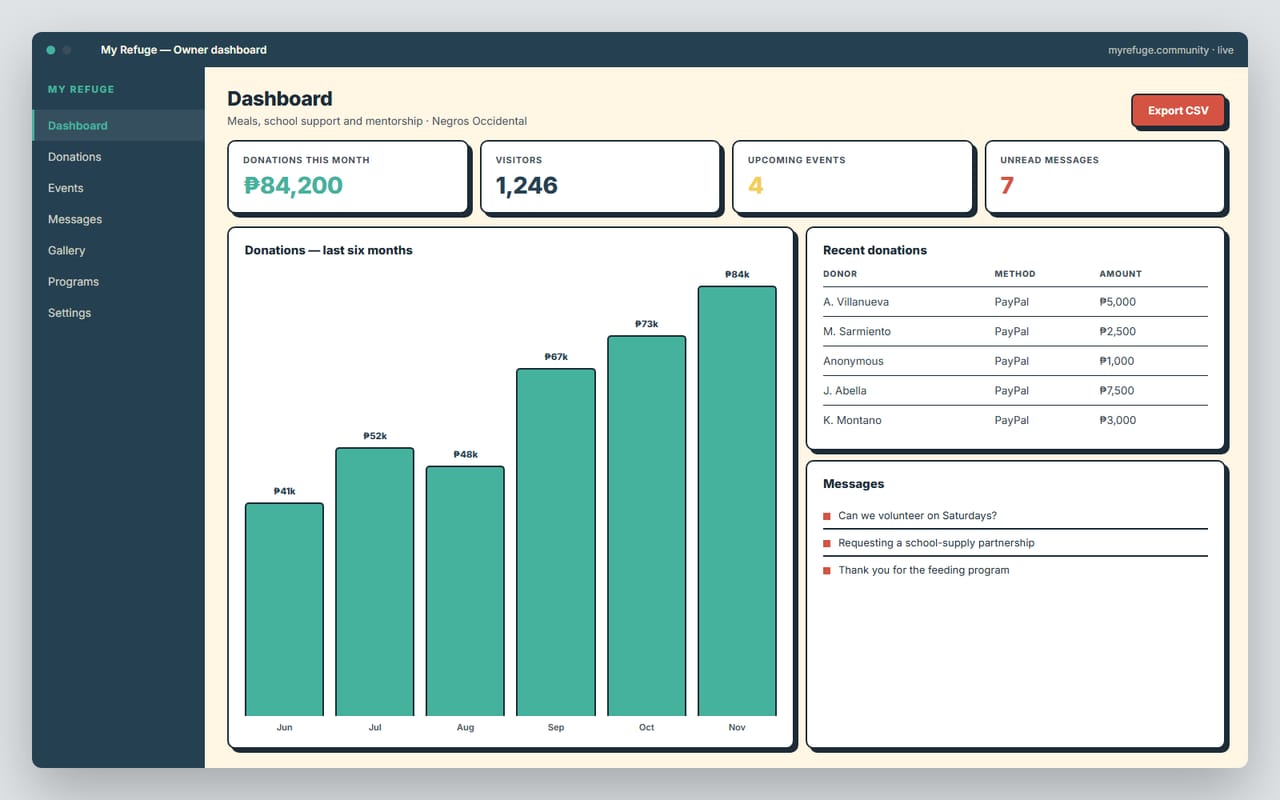 My Refuge — Owner dashboard
myrefuge.community · live
MY REFUGE
Dashboard
Donations
Events
Messages
Gallery
Programs
Settings
Dashboard
Meals, school support and mentorship · Negros Occidental
Export CSV
DONATIONS THIS MONTH
₱84,200
VISITORS
1,246
UPCOMING EVENTS
4
UNREAD MESSAGES
7
Donations — last six months
₱41k
₱52k
₱48k
₱67k
₱73k
₱84k
Jun Jul Aug Sep Oct Nov
Recent donations
DONOR METHOD AMOUNT
A. Villanueva PayPal ₱5,000
M. Sarmiento PayPal ₱2,500
Anonymous PayPal ₱1,000
J. Abella PayPal ₱7,500
K. Montano PayPal ₱3,000
Messages
Can we volunteer on Saturdays?
Requesting a school-supply partnership
Thank you for the feeding program